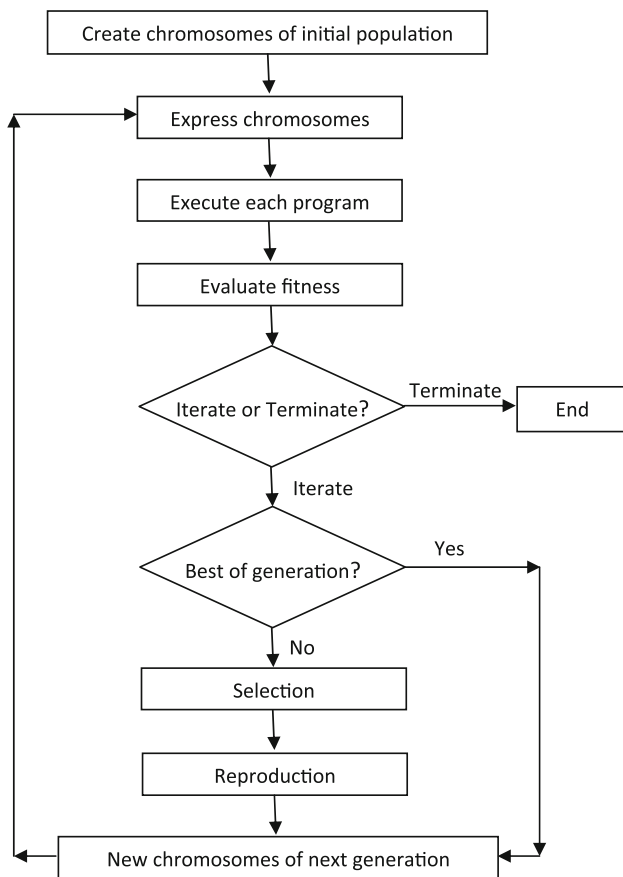 Create chromosomes of initial population
Express chromosomes
Execute each program
Evaluate fitness
Iterate or Terminate?
Terminate
End
Iterate
Best of generation?
Yes
No
Selection
Reproduction
New chromosomes of next generation